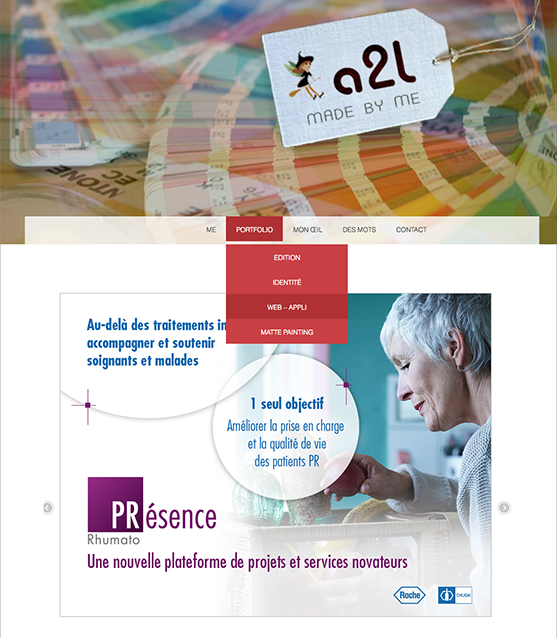 a2l
MADE BY ME
NTONE
EC
ME PORTFOLIO MON ŒIL DES MOTS CONTACT
EDITION
IDENTITÉ
WEB – APPLI
MATTE PAINTING
Au-delà des traitements in
accompagner et soutenir
soignants et malades
1 seul objectif
Améliorer la prise en charge
et la qualité de vie
des patients PR
PRésence
Rhumato
Une nouvelle plateforme de projets et services novateurs
Roche
CHUGAI